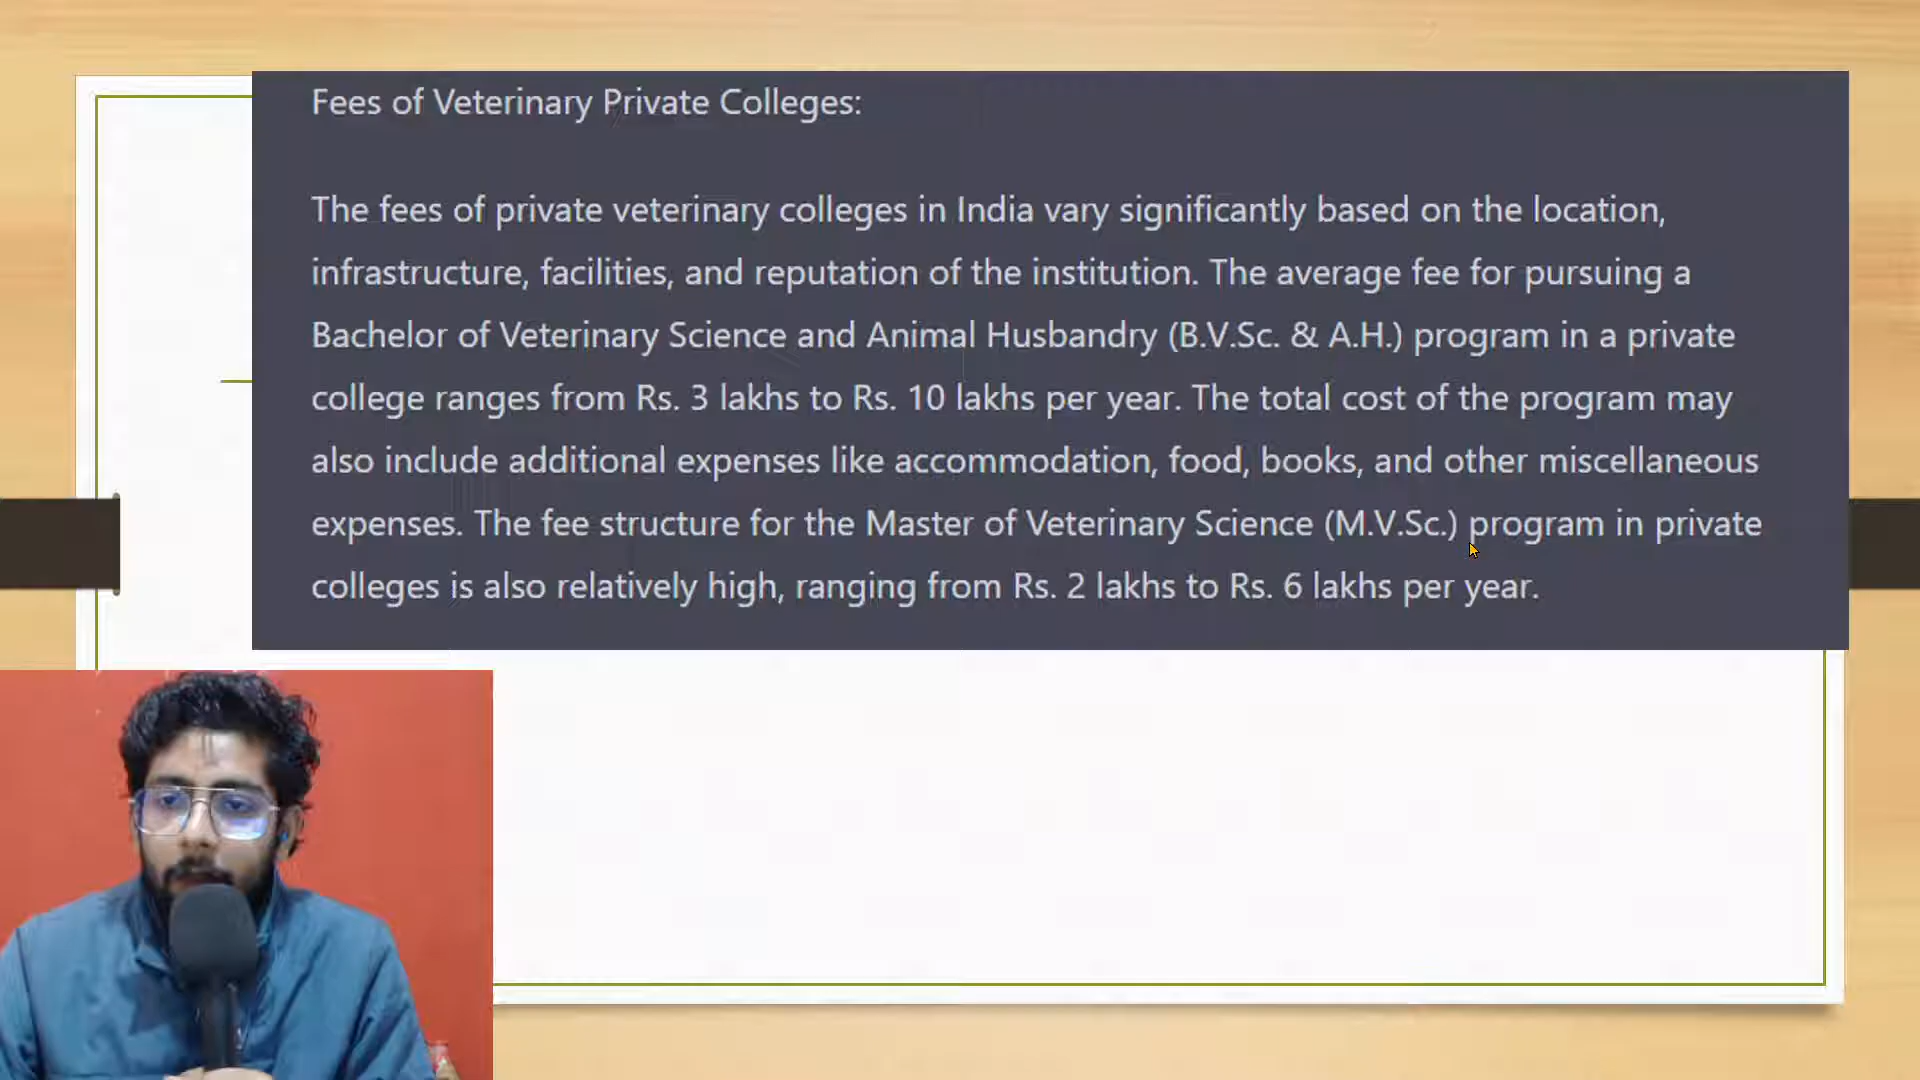 Fees of Veterinary Private Colleges:
The fees of private veterinary colleges in India vary significantly based on the location,
infrastructure, facilities, and reputation of the institution. The average fee for pursuing a
Bachelor of Veterinary Science and Animal Husbandry (B.V.Sc. & A.H.) program in a private
college ranges from Rs. 3 lakhs to Rs. 10 lakhs per year. The total cost of the program may
also include additional expenses like accommodation, food, books, and other miscellaneous
expenses. The fee structure for the Master of Veterinary Science (M.V.Sc.) program in private
colleges is also relatively high, ranging from Rs. 2 lakhs to Rs. 6 lakhs per year.